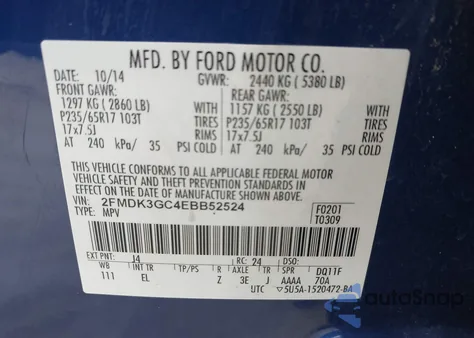 MFD. BY FORD MOTOR CO.
DATE: 10/14 GVWR: 2440 KG (5380 LB)
FRONT GAWR: REAR GAWR:
1297 KG (2860 LB) WITH 1157 KG (2550 LB) WITH
P235/65R17 103T TIRES P235/65R17 103T TIRES
17x7.5J RIMS 17x7.5J RIMS
AT 240 kPa/ 35 PSI COLD AT 240 kPa/ 35 PSI COLD
THIS VEHICLE CONFORMS TO ALL APPLICABLE FEDERAL MOTOR
VEHICLE SAFETY AND THEFT PREVENTION STANDARDS IN EFFECT
ON THE DATE OF MANUFACTURE SHOWN ABOVE.
VIN: 2FMDK3GC4EBB52524 F0201
TYPE: MPV T0309
EXT PNT: J4 RC: 24 DSO:
WB INT TR TP/PS R AXLE TR SPR DQ11F
111 EL Z 3E J AAAA 70A
UTC 5U5A-1520472-BA
AutoSnap